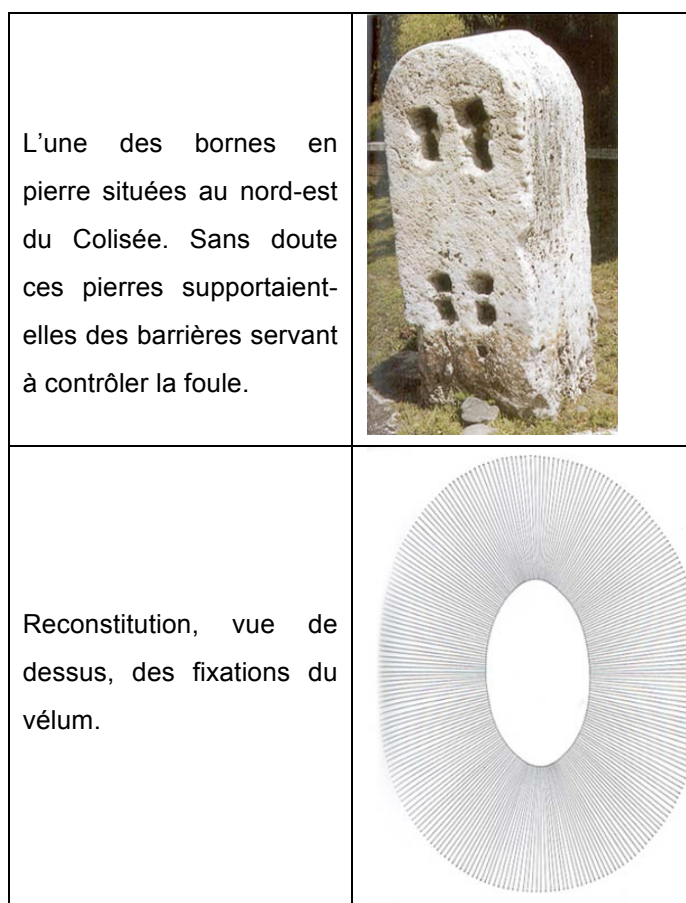 L’une des bornes en
pierre situées au nord-est
du Colisée. Sans doute
ces pierres supportaient-
elles des barrières servant
à contrôler la foule.
Reconstitution, vue de
dessus, des fixations du
vélum.